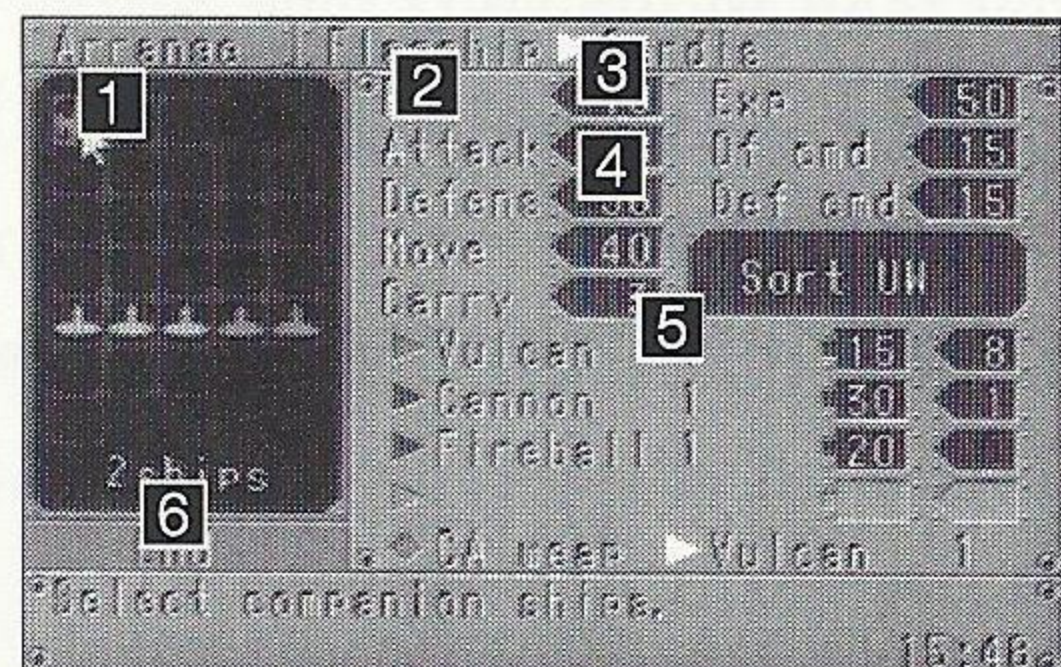 Arrange Flagship
1 2 3
Exp 50
Attack 4 Of cmd 15
Defens Def cmd 15
Move 40 Sort UW
Carry 5
Vulcan 15 8
Cannon 1 30 1
Fireball 1 20
2 ships
6
CA weap Vulcan 1
Select companion ships.
15:48